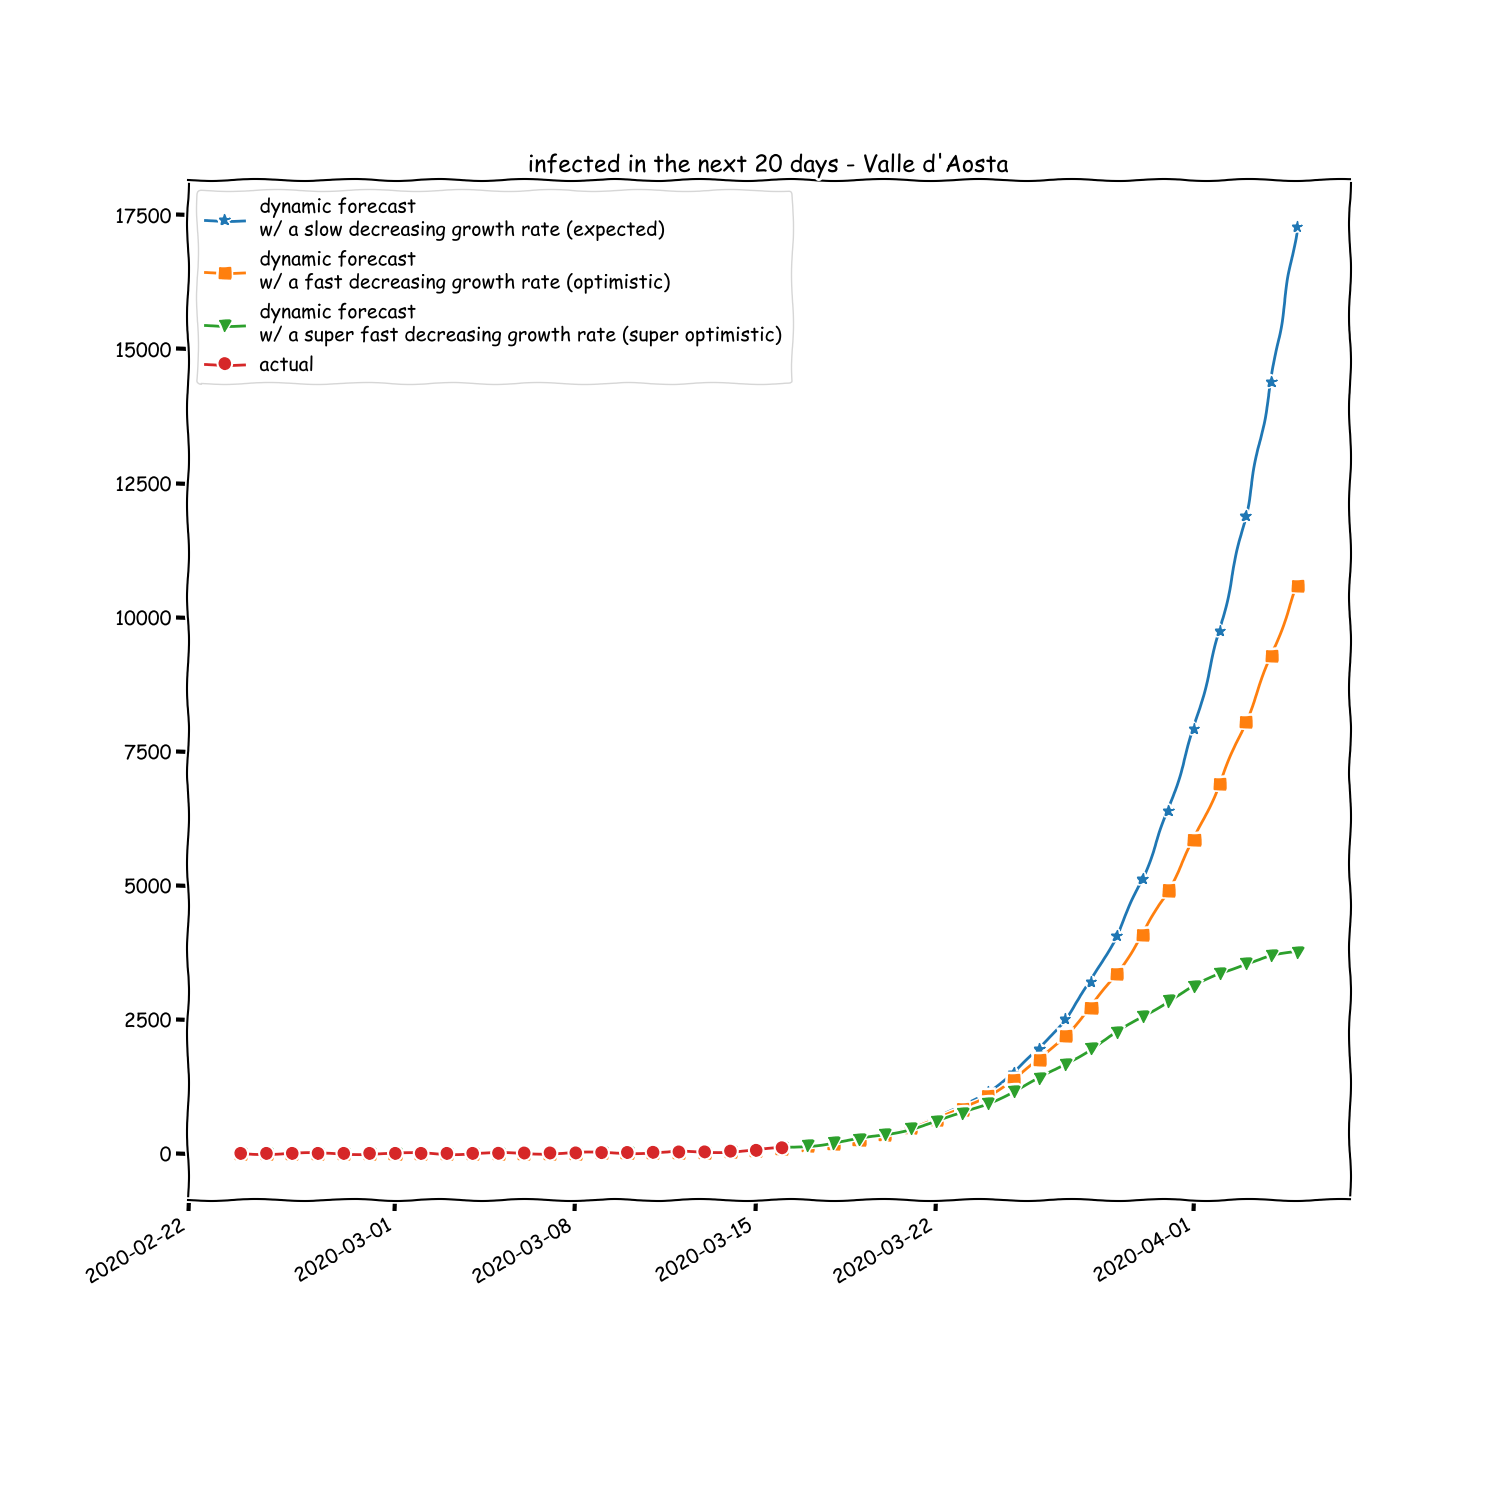 infected in the next 20 days - Valle d'Aosta
dynamic forecast
w/ a slow decreasing growth rate (expected)
dynamic forecast
w/ a fast decreasing growth rate (optimistic)
dynamic forecast
w/ a super fast decreasing growth rate (super optimistic)
actual
17500
15000
12500
10000
7500
5000
2500
0
2020-02-22
2020-03-01
2020-03-08
2020-03-15
2020-03-22
2020-04-01